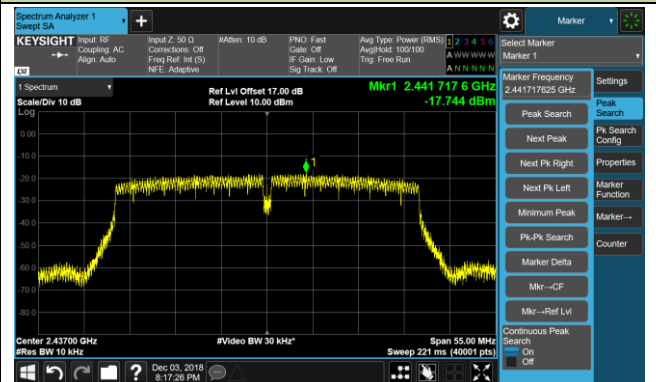 Spectrum Analyzer 1
Swept SA
Marker
KEYSIGHT
Input: RF
Coupling: AC
Align: Auto
Input Z: 50 Ω
Corrections: Off
Freq Ref: Int (S)
NFE: Adaptive
#Atten: 10 dB
PNO: Fast
Gate: Off
IF Gain: Low
Sig Track: Off
Avg Type: Power (RMS)
Avg|Hold: 100/100
Trig: Free Run
1 2 3 4 5 6
A W W W W W
A N N N N N
LXI
Select Marker
Marker 1
1 Spectrum
Scale/Div 10 dB
Log
Ref Lvl Offset 17.00 dB
Ref Level 10.00 dBm
Mkr1 2.441 717 6 GHz
-17.744 dBm
0.00
-10.0
-20.0
-30.0
-40.0
-50.0
-60.0
-70.0
-80.0
1
Center 2.43700 GHz
#Res BW 10 kHz
#Video BW 30 kHz*
Span 55.00 MHz
Sweep 221 ms (40001 pts)
Marker Frequency
2.441717625 GHz
Peak Search
Next Peak
Next Pk Right
Next Pk Left
Minimum Peak
Pk-Pk Search
Marker Delta
Mkr→CF
Mkr→Ref Lvl
Continuous Peak
Search
On
Off
Settings
Peak
Search
Pk Search
Config
Properties
Marker
Function
Marker→
Counter
Dec 03, 2018
8:17:26 PM